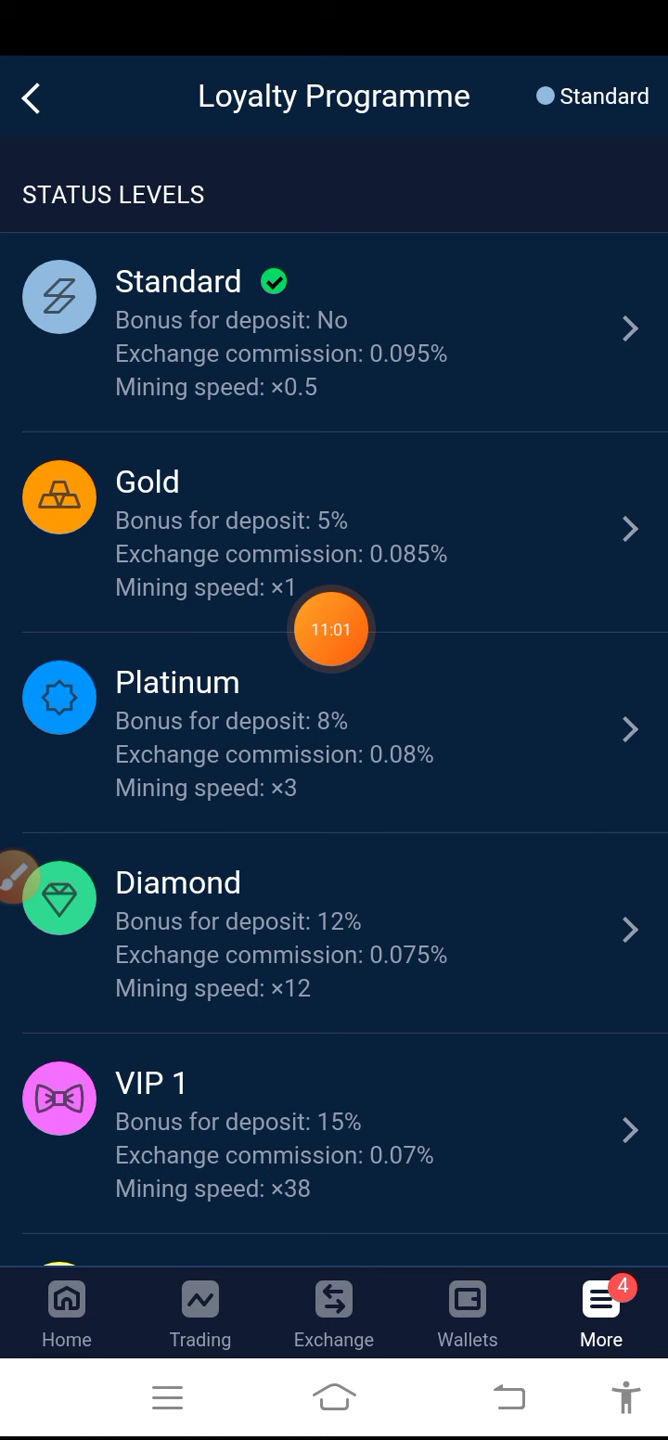 Loyalty Programme
Standard
STATUS LEVELS
Standard
Bonus for deposit: No
Exchange commission: 0.095%
Mining speed: ×0.5
Gold
Bonus for deposit: 5%
Exchange commission: 0.085%
Mining speed: ×1
11:01
Platinum
Bonus for deposit: 8%
Exchange commission: 0.08%
Mining speed: ×3
Diamond
Bonus for deposit: 12%
Exchange commission: 0.075%
Mining speed: ×12
VIP 1
Bonus for deposit: 15%
Exchange commission: 0.07%
Mining speed: ×38
4
Home Trading Exchange Wallets More